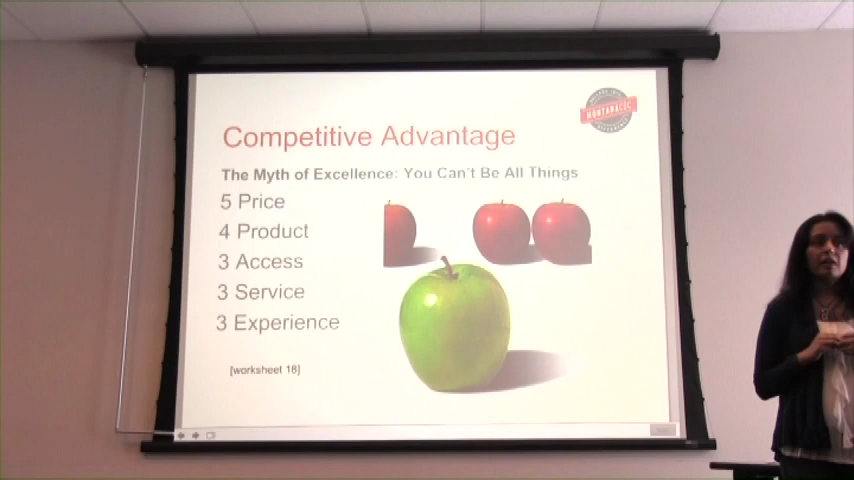 MONTANACDC
Competitive Advantage
The Myth of Excellence: You Can't Be All Things
5 Price
4 Product
3 Access
3 Service
3 Experience
[worksheet 18]